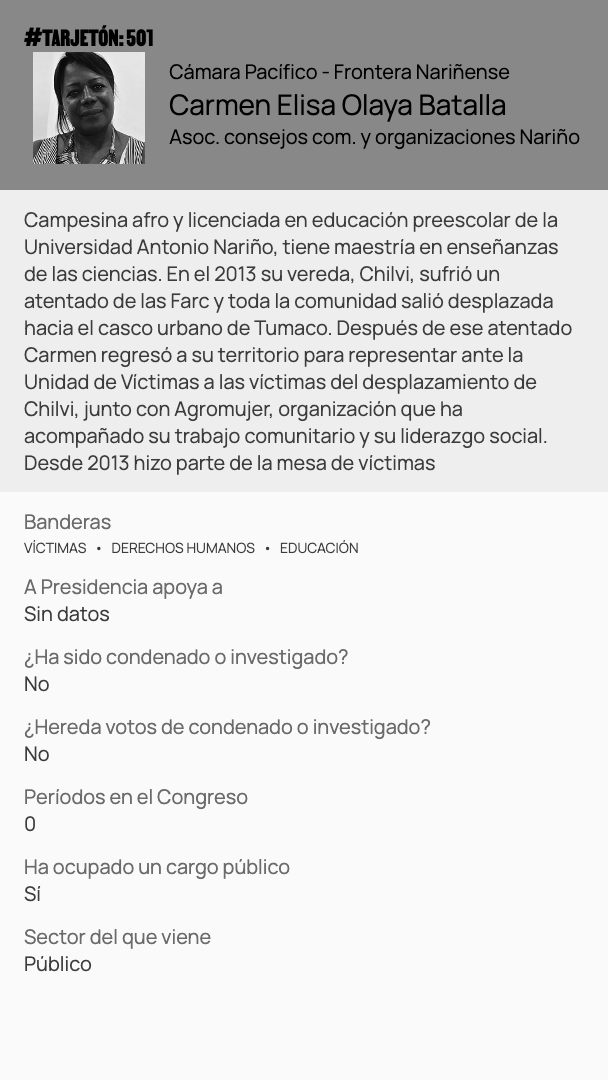 #TARJETÓN: 501
Cámara Pacífico - Frontera Nariñense
Carmen Elisa Olaya Batalla
Asoc. consejos com. y organizaciones Nariño
Campesina afro y licenciada en educación preescolar de la
Universidad Antonio Nariño, tiene maestría en enseñanzas
de las ciencias. En el 2013 su vereda, Chilvi, sufrió un
atentado de las Farc y toda la comunidad salió desplazada
hacia el casco urbano de Tumaco. Después de ese atentado
Carmen regresó a su territorio para representar ante la
Unidad de Víctimas a las víctimas del desplazamiento de
Chilvi, junto con Agromujer, organización que ha
acompañado su trabajo comunitario y su liderazgo social.
Desde 2013 hizo parte de la mesa de víctimas
Banderas
VÍCTIMAS • DERECHOS HUMANOS • EDUCACIÓN
A Presidencia apoya a
Sin datos
¿Ha sido condenado o investigado?
No
¿Hereda votos de condenado o investigado?
No
Períodos en el Congreso
0
Ha ocupado un cargo público
Sí
Sector del que viene
Público